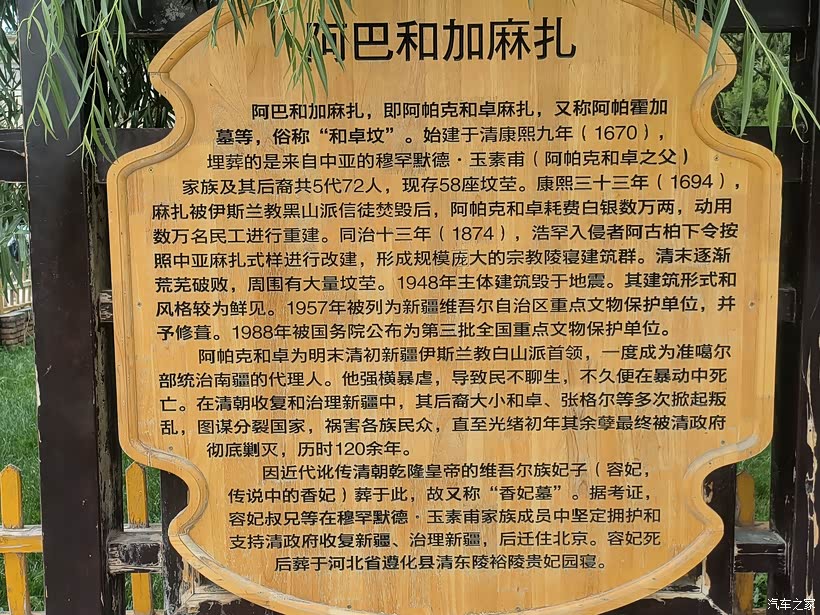 阿巴和加麻扎
阿巴和加麻扎，即阿帕克和卓麻扎，又称阿帕霍加
墓等，俗称“和卓坟”。始建于清康熙九年（1670），
埋葬的是来自中亚的穆罕默德·玉素甫（阿帕克和卓之父）
家族及其后裔共5代72人，现存58座坟茔。康熙三十三年（1694），
麻扎被伊斯兰教黑山派信徒焚毁后，阿帕克和卓耗费白银数万两，动用
数万名民工进行重建。同治十三年（1874），浩罕入侵者阿古柏下令按
照中亚麻扎式样进行改建，形成规模庞大的宗教陵寝建筑群。清末逐渐
荒芜破败，周围有大量坟茔。1948年主体建筑毁于地震。其建筑形式和
风格较为鲜见。1957年被列为新疆维吾尔自治区重点文物保护单位，并
予修葺。1988年被国务院公布为第三批全国重点文物保护单位。
阿帕克和卓为明末清初新疆伊斯兰教白山派首领，一度成为准噶尔
部统治南疆的代理人。他强横暴虐，导致民不聊生，不久便在暴动中死
亡。在清朝收复和治理新疆中，其后裔大小和卓、张格尔等多次掀起叛
乱，图谋分裂国家，祸害各族民众，直至光绪初年其余孽最终被清政府
彻底剿灭，历时120余年。
因近代讹传清朝乾隆皇帝的维吾尔族妃子（容妃，
传说中的香妃）葬于此，故又称“香妃墓”。据考证，
容妃叔兄等在穆罕默德·玉素甫家族成员中坚定拥护和
支持清政府收复新疆、治理新疆，后迁住北京。容妃死
后葬于河北省遵化县清东陵裕陵贵妃园寝。
汽车之家